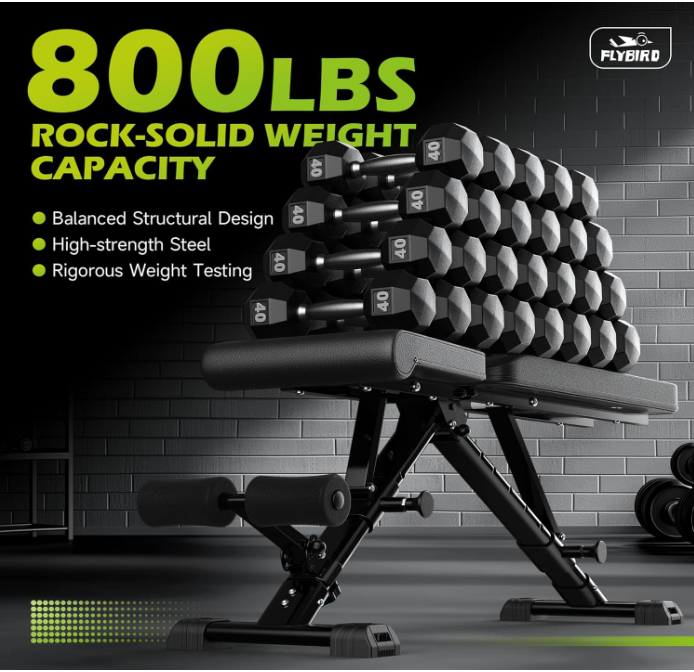 800LBS
ROCK-SOLID WEIGHT
CAPACITY
Balanced Structural Design
High-strength Steel
Rigorous Weight Testing
FLYBIRD
40 40
40 40
40 40
40 40